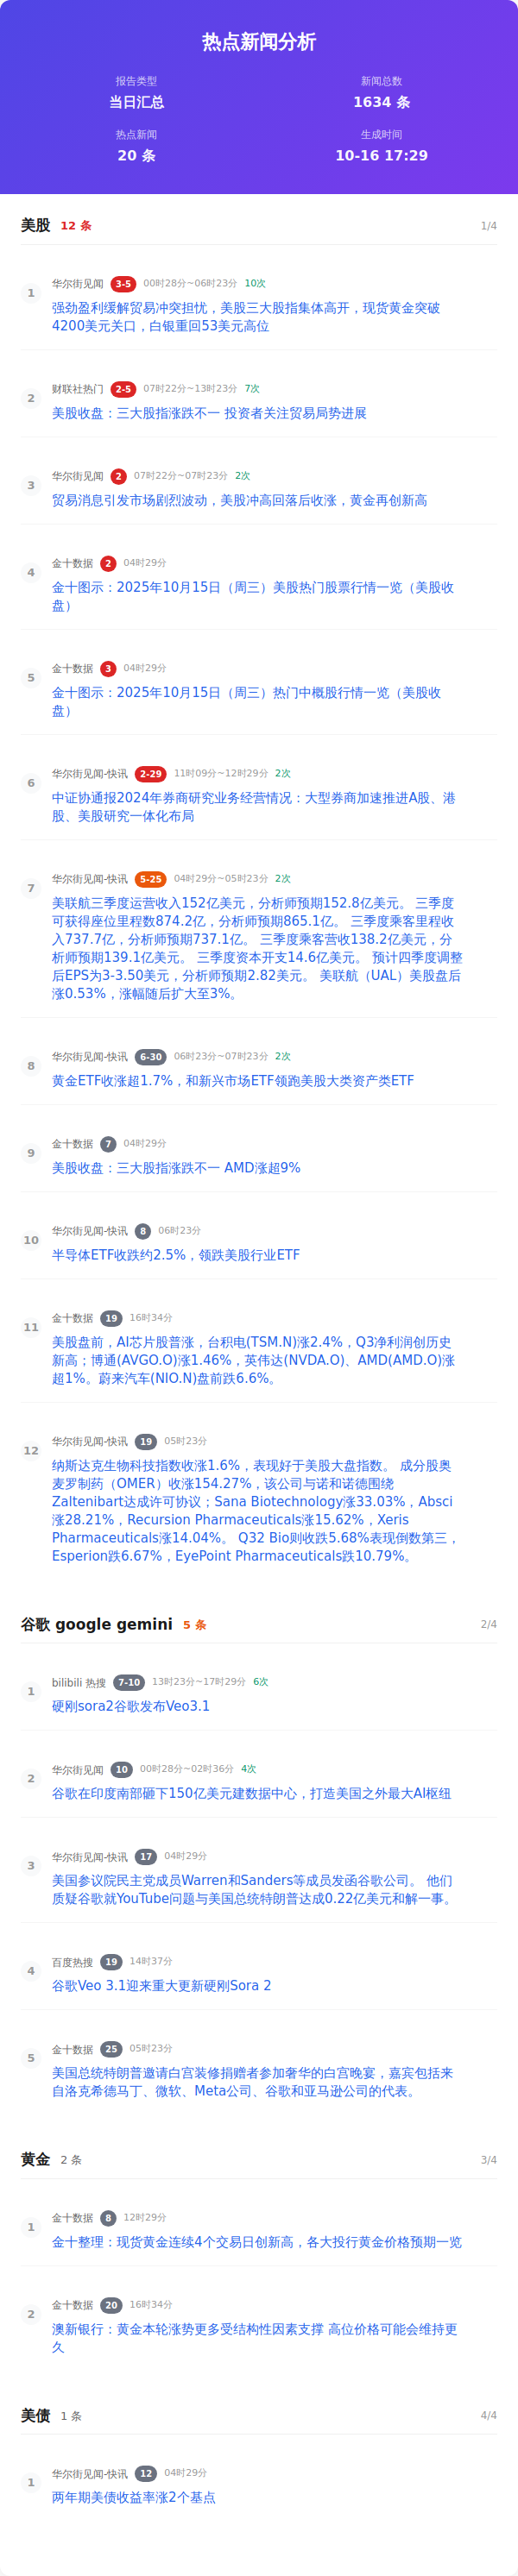 热点新闻分析
报告类型
当日汇总
新闻总数
1634 条
热点新闻
20 条
生成时间
10-16 17:29
美股 12 条 1/4
1 华尔街见闻 3-5 00时28分~06时23分 10次
强劲盈利缓解贸易冲突担忧，美股三大股指集体高开，现货黄金突破
4200美元关口，白银重回53美元高位
2 财联社热门 2-5 07时22分~13时23分 7次
美股收盘：三大股指涨跌不一 投资者关注贸易局势进展
3 华尔街见闻 2 07时22分~07时23分 2次
贸易消息引发市场剧烈波动，美股冲高回落后收涨，黄金再创新高
4 金十数据 2 04时29分
金十图示：2025年10月15日（周三）美股热门股票行情一览（美股收
盘）
5 金十数据 3 04时29分
金十图示：2025年10月15日（周三）热门中概股行情一览（美股收
盘）
6 华尔街见闻-快讯 2-29 11时09分~12时29分 2次
中证协通报2024年券商研究业务经营情况：大型券商加速推进A股、港
股、美股研究一体化布局
7 华尔街见闻-快讯 5-25 04时29分~05时23分 2次
美联航三季度运营收入152亿美元，分析师预期152.8亿美元。 三季度
可获得座位里程数874.2亿，分析师预期865.1亿。 三季度乘客里程收
入737.7亿，分析师预期737.1亿。 三季度乘客营收138.2亿美元，分
析师预期139.1亿美元。 三季度资本开支14.6亿美元。 预计四季度调整
后EPS为3-3.50美元，分析师预期2.82美元。 美联航（UAL）美股盘后
涨0.53%，涨幅随后扩大至3%。
8 华尔街见闻-快讯 6-30 06时23分~07时23分 2次
黄金ETF收涨超1.7%，和新兴市场ETF领跑美股大类资产类ETF
9 金十数据 7 04时29分
美股收盘：三大股指涨跌不一 AMD涨超9%
10 华尔街见闻-快讯 8 06时23分
半导体ETF收跌约2.5%，领跌美股行业ETF
11 金十数据 19 16时34分
美股盘前，AI芯片股普涨，台积电(TSM.N)涨2.4%，Q3净利润创历史
新高；博通(AVGO.O)涨1.46%，英伟达(NVDA.O)、AMD(AMD.O)涨
超1%。蔚来汽车(NIO.N)盘前跌6.6%。
12 华尔街见闻-快讯 19 05时23分
纳斯达克生物科技指数收涨1.6%，表现好于美股大盘指数。 成分股奥
麦罗制药（OMER）收涨154.27%，该公司与诺和诺德围绕
Zaltenibart达成许可协议；Sana Biotechnology涨33.03%，Absci
涨28.21%，Recursion Pharmaceuticals涨15.62%，Xeris
Pharmaceuticals涨14.04%。 Q32 Bio则收跌5.68%表现倒数第三，
Esperion跌6.67%，EyePoint Pharmaceuticals跌10.79%。
谷歌 google gemini 5 条 2/4
1 bilibili 热搜 7-10 13时23分~17时29分 6次
硬刚sora2谷歌发布Veo3.1
2 华尔街见闻 10 00时28分~02时36分 4次
谷歌在印度南部砸下150亿美元建数据中心，打造美国之外最大AI枢纽
3 华尔街见闻-快讯 17 04时29分
美国参议院民主党成员Warren和Sanders等成员发函谷歌公司。 他们
质疑谷歌就YouTube问题与美国总统特朗普达成0.22亿美元和解一事。
4 百度热搜 19 14时37分
谷歌Veo 3.1迎来重大更新硬刚Sora 2
5 金十数据 25 05时23分
美国总统特朗普邀请白宫装修捐赠者参加奢华的白宫晚宴，嘉宾包括来
自洛克希德马丁、微软、Meta公司、谷歌和亚马逊公司的代表。
黄金 2 条 3/4
1 金十数据 8 12时29分
金十整理：现货黄金连续4个交易日创新高，各大投行黄金价格预期一览
2 金十数据 20 16时34分
澳新银行：黄金本轮涨势更多受结构性因素支撑 高位价格可能会维持更
久
美债 1 条 4/4
1 华尔街见闻-快讯 12 04时29分
两年期美债收益率涨2个基点